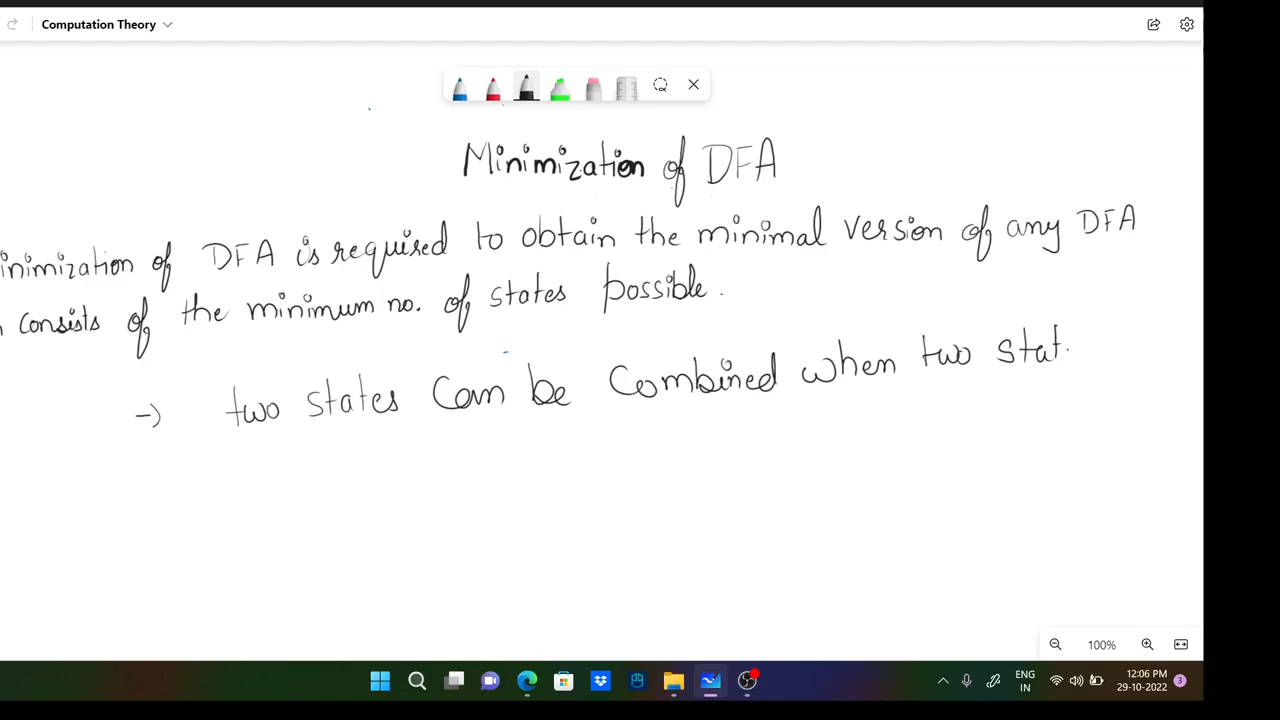 Computation Theory
Minimization of DFA
inimization of DFA is required to obtain the minimal version of any DFA
consists of the minimum no. of states possible.
→ two states can be combined when two stat
100%
ENG
IN
12:06 PM
29-10-2022
3